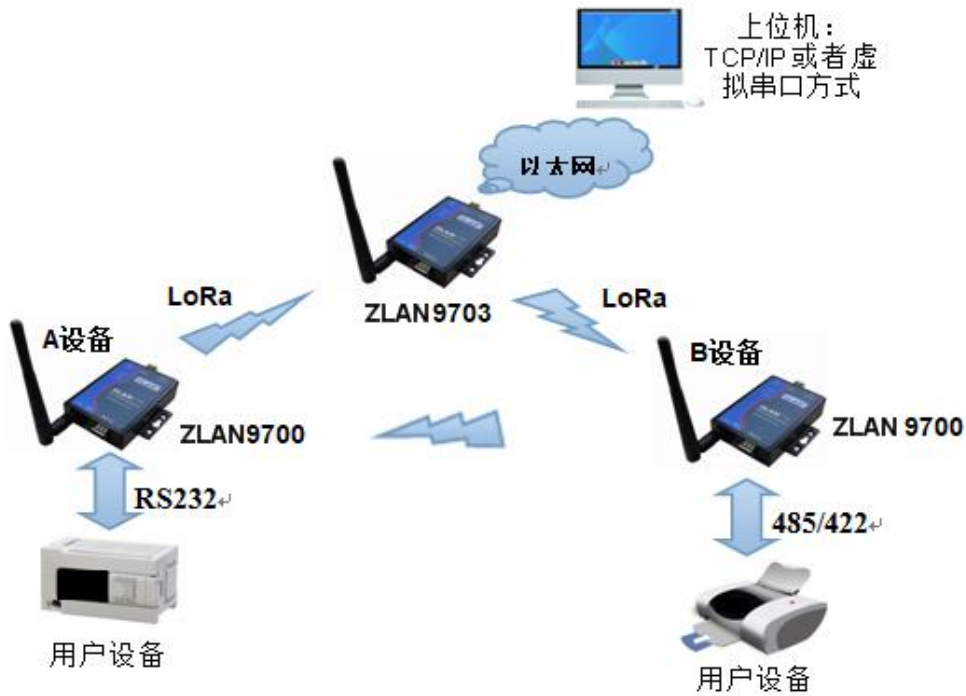 上位机：
TCP/IP或者虚
拟串口方式
以太网
LoRa
LoRa
ZLAN9703
A设备
B设备
ZLAN9700
ZLAN 9700
RS232
485/422
用户设备
用户设备